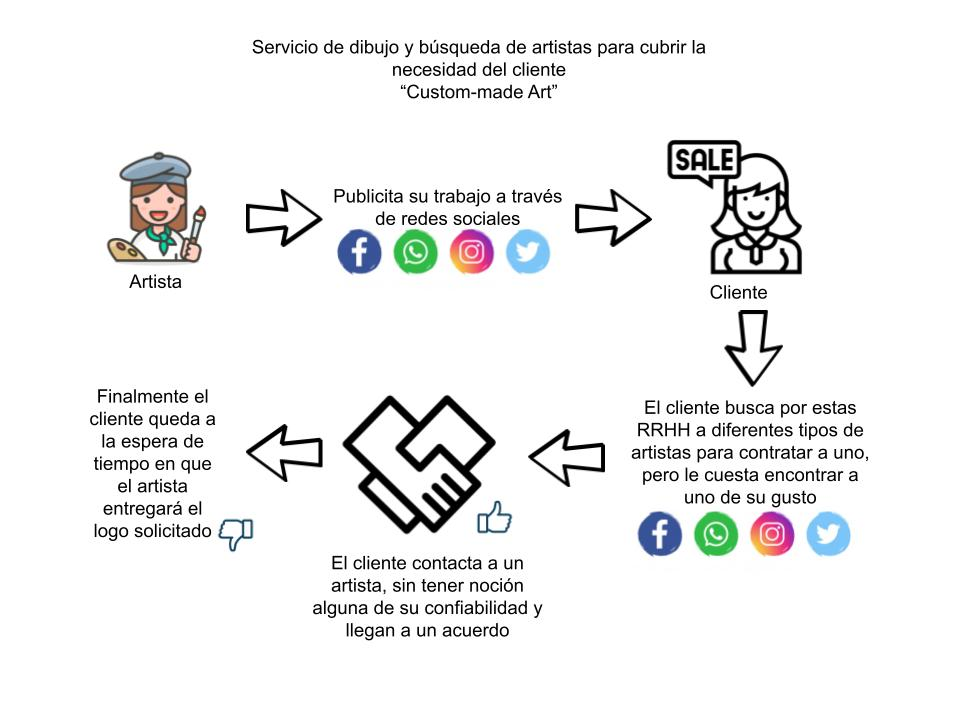 Servicio de dibujo y búsqueda de artistas para cubrir la
necesidad del cliente
“Custom-made Art”
SALE
Publicita su trabajo a través
de redes sociales
Artista
Cliente
El cliente busca por estas
RRHH a diferentes tipos de
artistas para contratar a uno,
pero le cuesta encontrar a
uno de su gusto
El cliente contacta a un
artista, sin tener noción
alguna de su confiabilidad y
llegan a un acuerdo
Finalmente el
cliente queda a
la espera de
tiempo en que
el artista
entregará el
logo solicitado